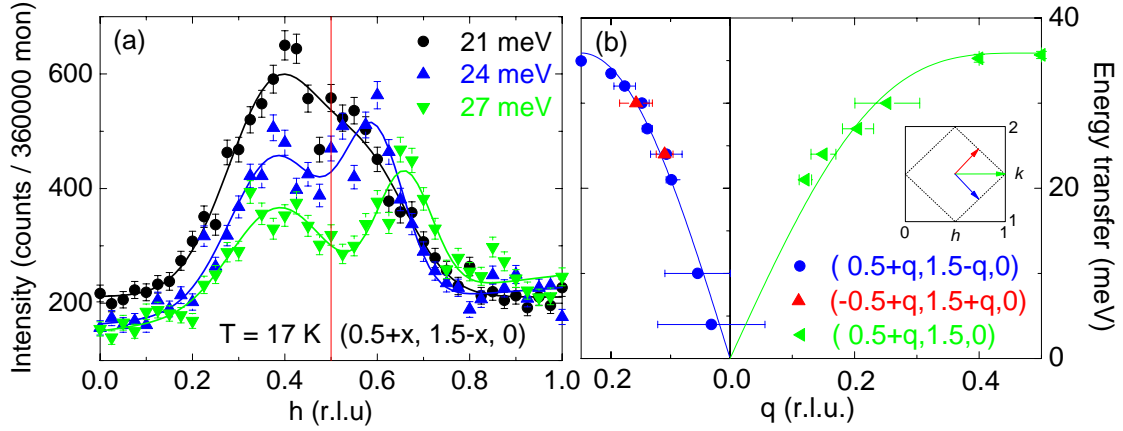 (a)
21 meV
24 meV
27 meV
T = 17 K (0.5+x, 1.5-x, 0)
Intensity (counts / 360000 mon)
600
400
200
0.0 0.2 0.4 0.6 0.8 1.0
h (r.l.u)
(b)
0.2 0.0 0.2 0.4
q (r.l.u.)
40
20
0
Energy transfer (meV)
2
k
1
0 h 1
( 0.5+q,1.5-q,0)
(-0.5+q,1.5+q,0)
( 0.5+q,1.5,0)